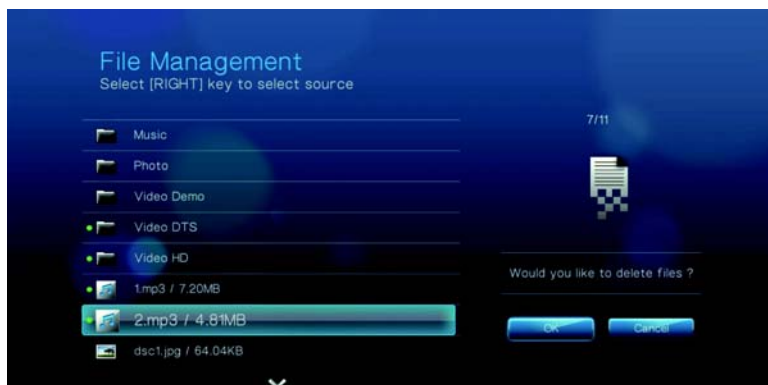 File Management
Select [RIGHT] key to select source
Music
Photo
Video Demo
Video DTS
Video HD
1.mp3 / 7.20MB
2.mp3 / 4.81MB
dsc1.jpg / 64.04KB
7/11
Would you like to delete files ?
OK
Cancel